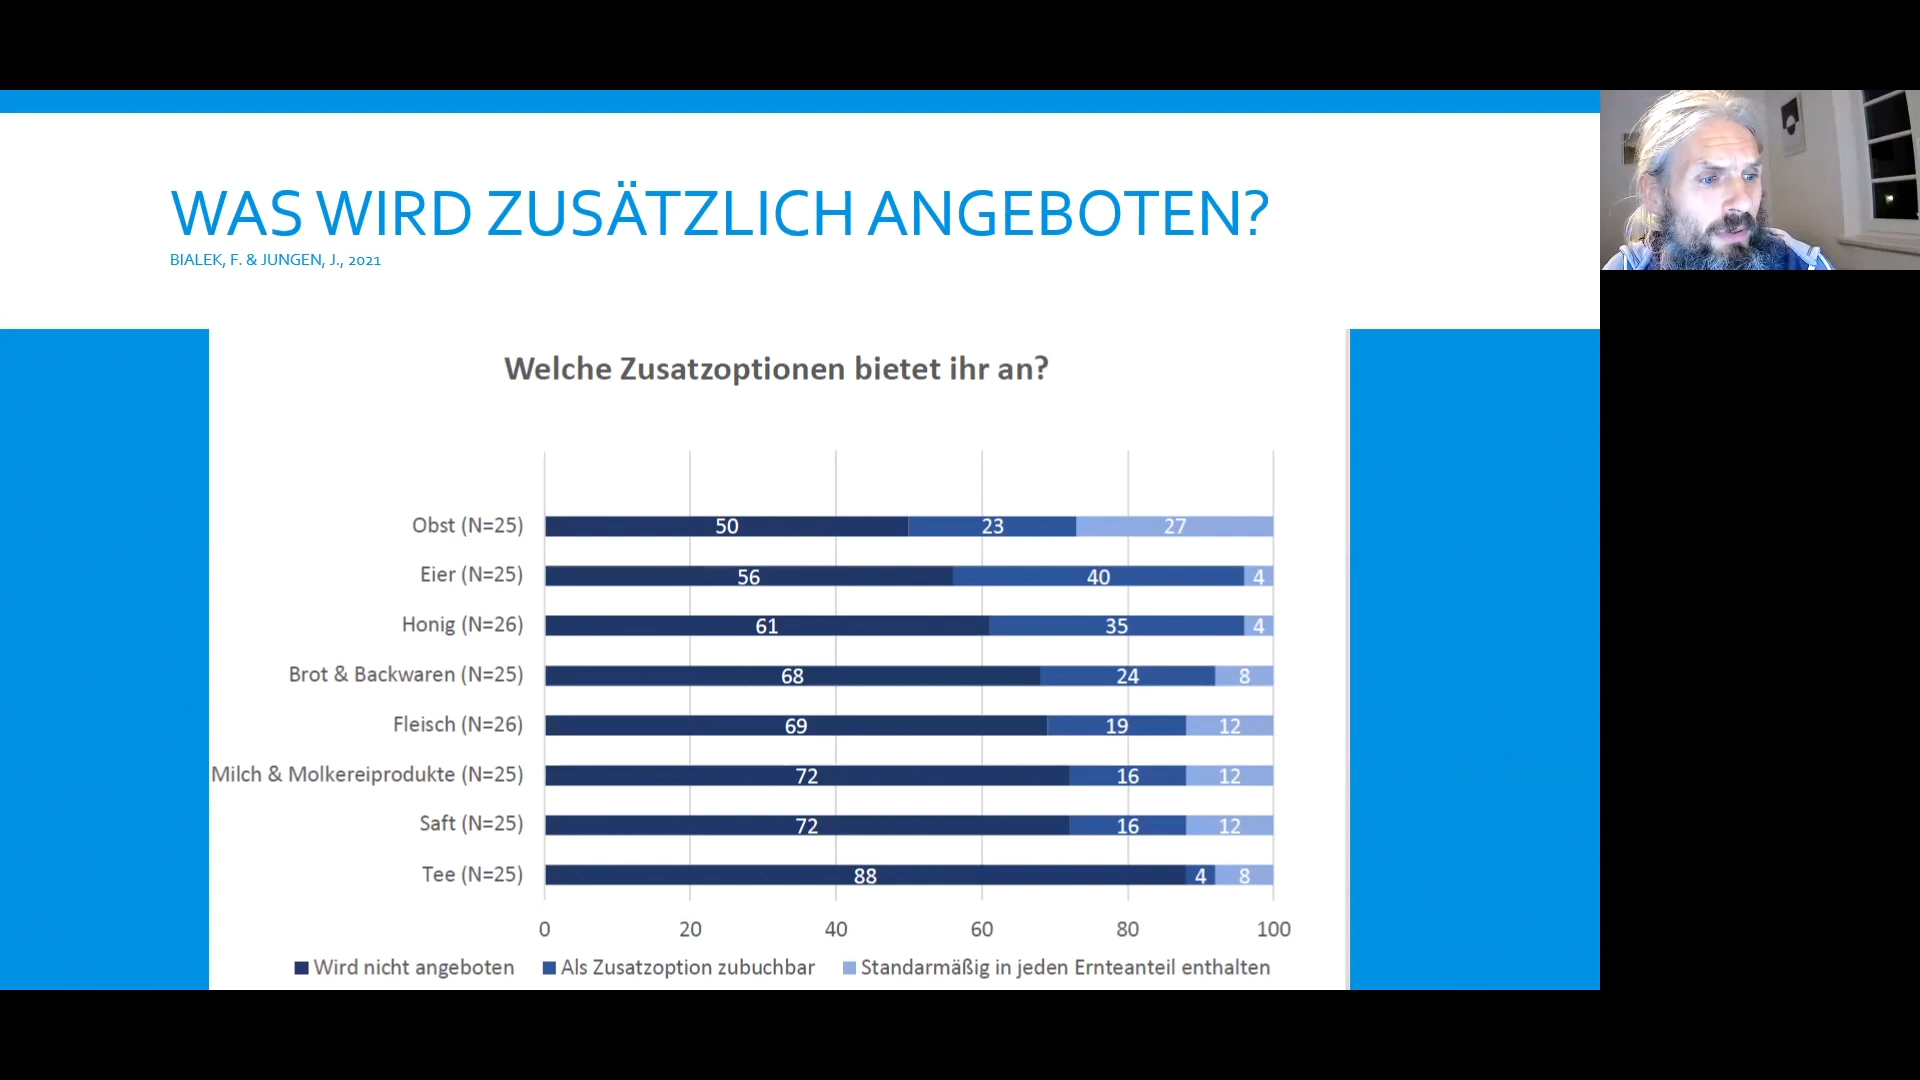 WAS WIRD ZUSÄTZLICH ANGEBOTEN?
BIALEK, F. & JUNGEN, J., 2021
Welche Zusatzoptionen bietet ihr an?
Obst (N=25) 50 23 27
Eier (N=25) 56 40 4
Honig (N=26) 61 35 4
Brot & Backwaren (N=25) 68 24 8
Fleisch (N=26) 69 19 12
Milch & Molkereiprodukte (N=25) 72 16 12
Saft (N=25) 72 16 12
Tee (N=25) 88 4 8
0 20 40 60 80 100
Wird nicht angeboten Als Zusatzoption zubuchbar Standarmäßig in jeden Ernteanteil enthalten